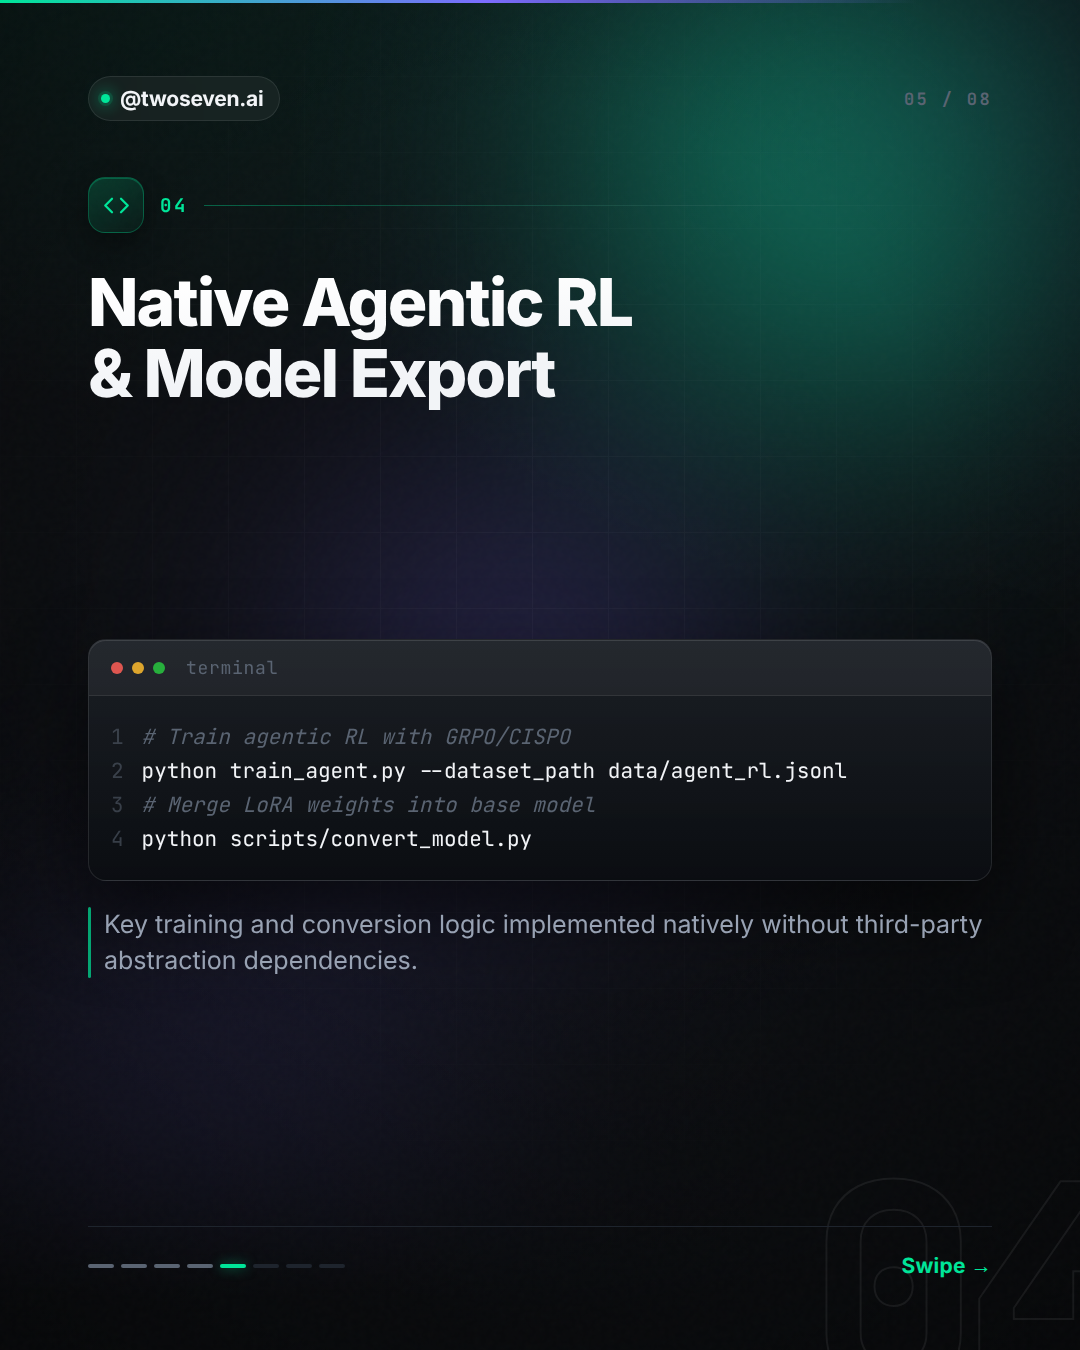 @twoseven.ai
05 / 08
04
Native Agentic RL
& Model Export
terminal
1 # Train agentic RL with GRPO/CISPO
2 python train_agent.py --dataset_path data/agent_rl.jsonl
3 # Merge LoRA weights into base model
4 python scripts/convert_model.py
Key training and conversion logic implemented natively without third-party
abstraction dependencies.
04
Swipe →